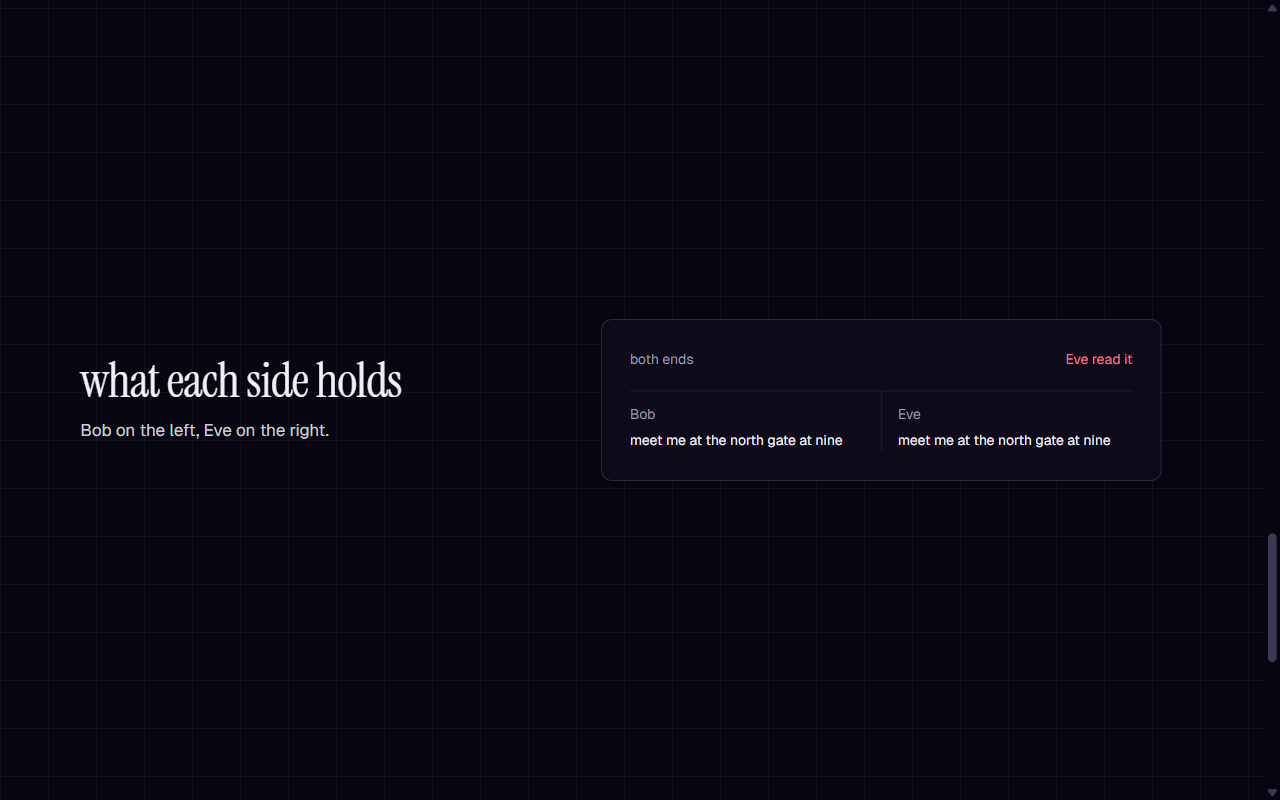 what each side holds
Bob on the left, Eve on the right.
both ends
Eve read it
Bob
meet me at the north gate at nine
Eve
meet me at the north gate at nine